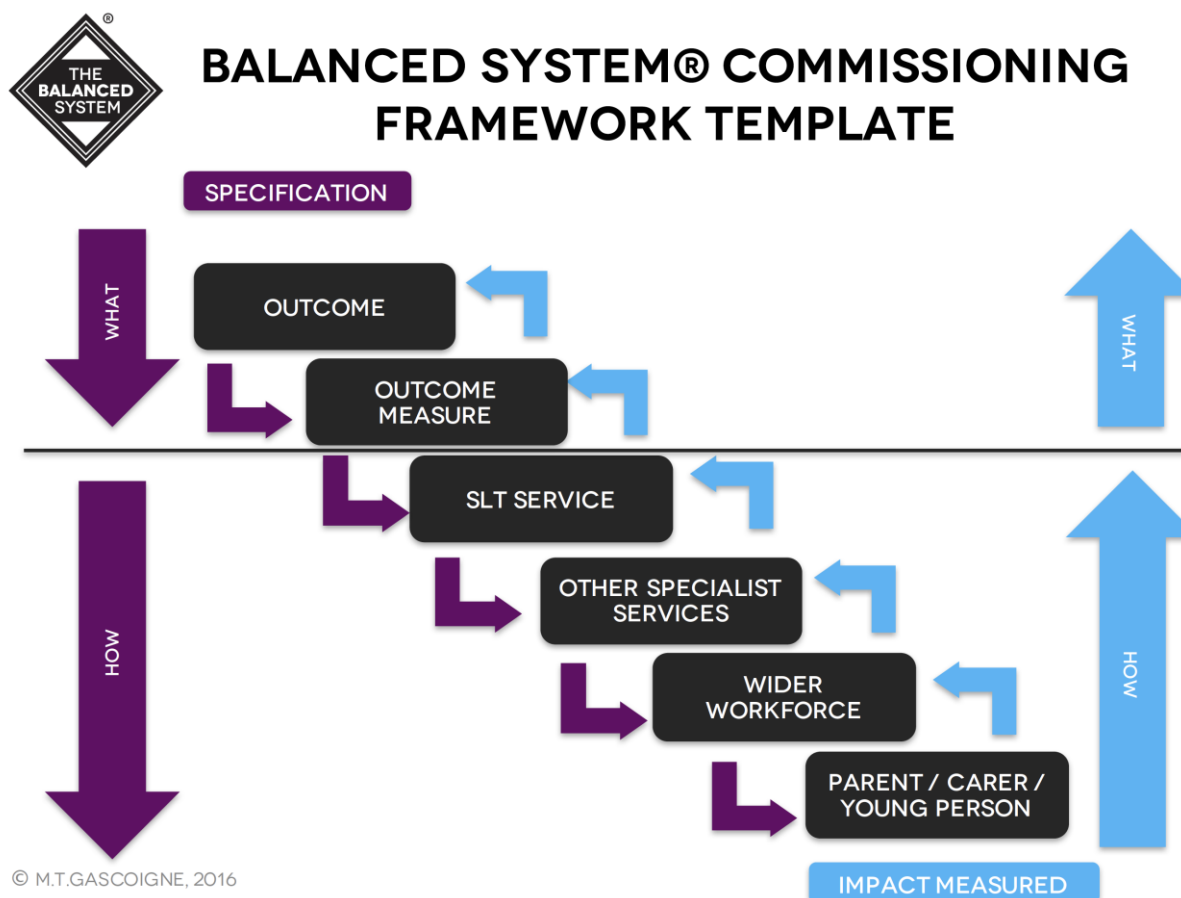 ®
THE
BALANCED
SYSTEM
BALANCED SYSTEM® COMMISSIONING
FRAMEWORK TEMPLATE
SPECIFICATION
WHAT
OUTCOME
WHAT
OUTCOME
MEASURE
SLT SERVICE
OTHER SPECIALIST
SERVICES
HOW
HOW
WIDER
WORKFORCE
PARENT / CARER /
YOUNG PERSON
© M.T.GASCOIGNE, 2016
IMPACT MEASURED